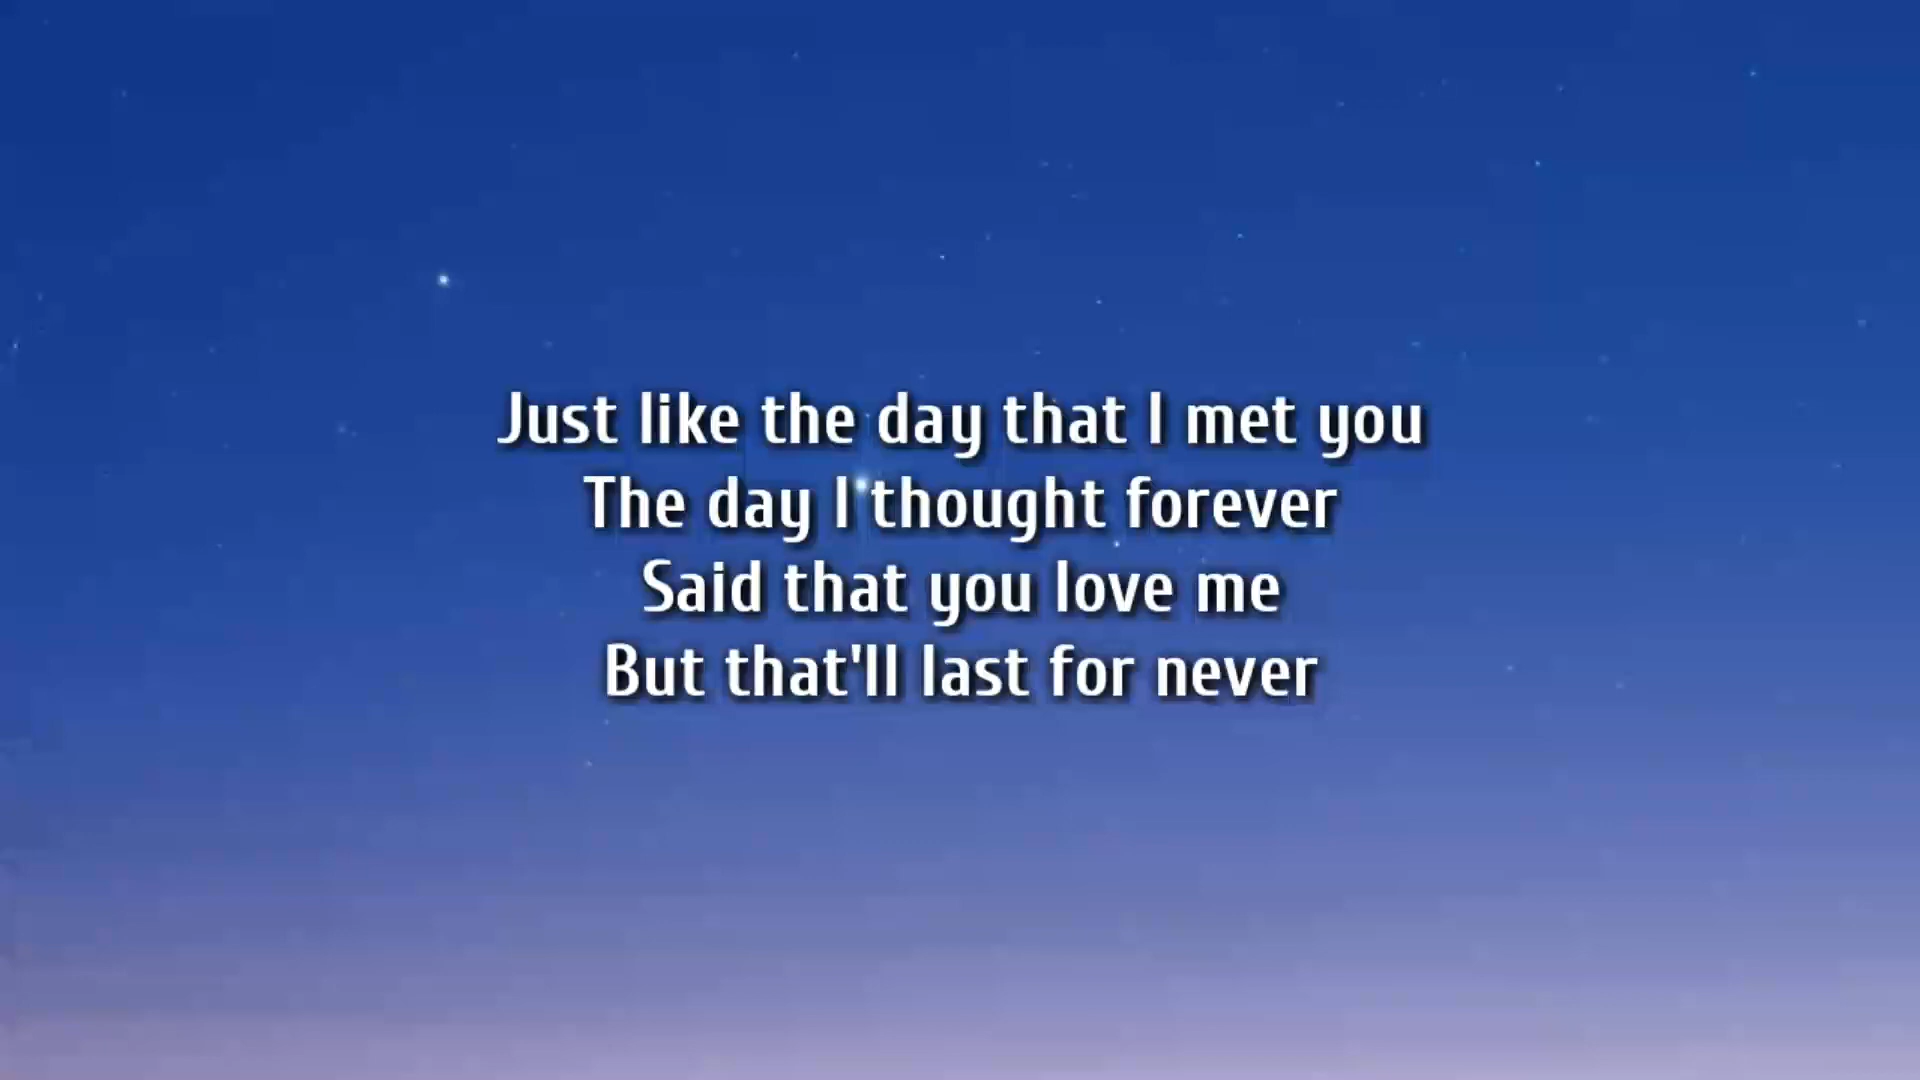 Just like the day that I met you
The day I thought forever
Said that you love me
But that'll last for never